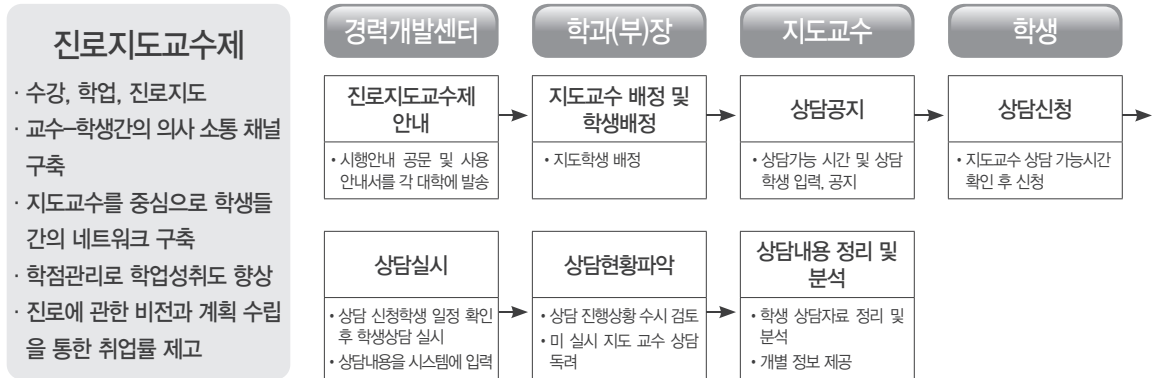 진로지도교수제
· 수강, 학업, 진로지도
· 교수-학생간의 의사 소통 채널
구축
· 지도교수를 중심으로 학생들
간의 네트워크 구축
· 학점관리로 학업성취도 향상
· 진로에 관한 비전과 계획 수립
을 통한 취업률 제고
경력개발센터
학과(부)장
지도교수
학생
진로지도교수제
안내
• 시행안내 공문 및 사용
안내서를 각 대학에 발송
지도교수 배정 및
학생배정
• 지도학생 배정
상담공지
• 상담가능 시간 및 상담
학생 입력, 공지
상담신청
• 지도교수 상담 가능시간
확인 후 신청
상담실시
• 상담 신청학생 일정 확인
후 학생상담 실시
• 상담내용을 시스템에 입력
상담현황파악
• 상담 진행상황 수시 검토
• 미 실시 지도 교수 상담
독려
상담내용 정리 및
분석
• 학생 상담자료 정리 및
분석
• 개별 정보 제공